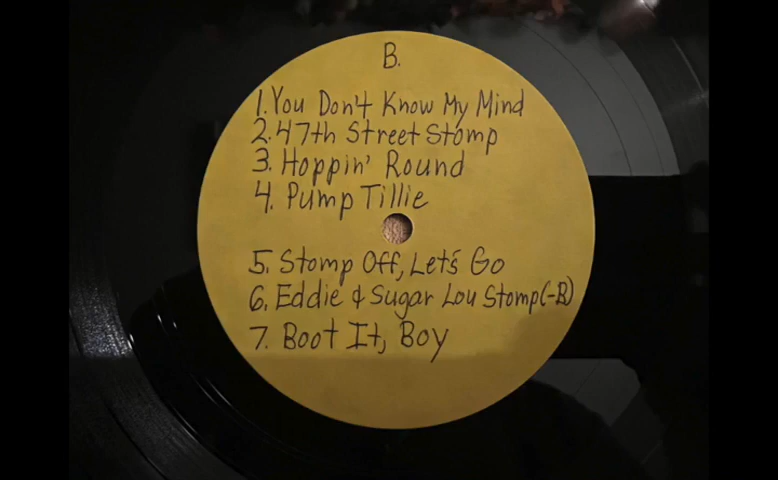 B.
1. You Don't Know My Mind
2. 47th Street Stomp
3. Hoppin' Round
4. Pump Tillie
5. Stomp Off, Let's Go
6. Eddie & Sugar Lou Stomp (-B)
7. Boot It, Boy